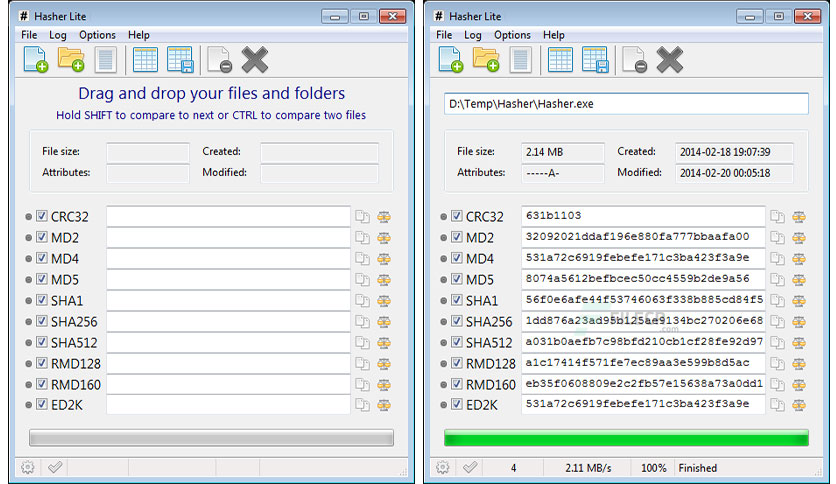 Hasher Lite
File Log Options Help
Drag and drop your files and folders
Hold SHIFT to compare to next or CTRL to compare two files
File size: Created:
Attributes: Modified:
CRC32
MD2
MD4
MD5
SHA1
SHA256
SHA512
RMD128
RMD160
ED2K
Hasher Lite
File Log Options Help
D:\Temp\Hasher\Hasher.exe
File size: 2.14 MB Created: 2014-02-18 19:07:39
Attributes: -----A- Modified: 2014-02-20 00:05:18
CRC32 631b1103
MD2 32092021ddaf196e880fa777bbaafa00
MD4 531a72c6919febefe171c3ba423f3a9e
MD5 8074a5612befbcec50cc4559b2de9a56
SHA1 56f0e6afe44f53746063f338b885cd84f5
SHA256 1dd876a23ad95b125ae9134bc270206e68
SHA512 a031b0aefb7c98bfd210cb1cf28fe92d97
RMD128 a1c17414f571fe7ec89aa3e599b8d5ac
RMD160 eb35f0608809e2c2fb57e15638a73a0dd1
ED2K 531a72c6919febefe171c3ba423f3a9e
4 2.11 MB/s 100% Finished